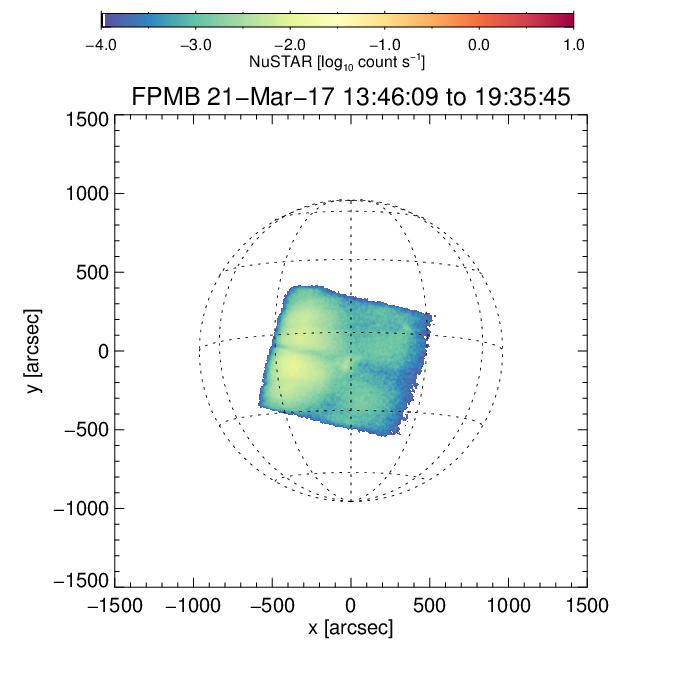 −4.0 −3.0 −2.0 −1.0 0.0 1.0
NuSTAR [log₁₀ count s⁻¹]
FPMB 21−Mar−17 13:46:09 to 19:35:45
1500
1000
500
0
−500
−1000
−1500
y [arcsec]
−1500 −1000 −500 0 500 1000 1500
x [arcsec]